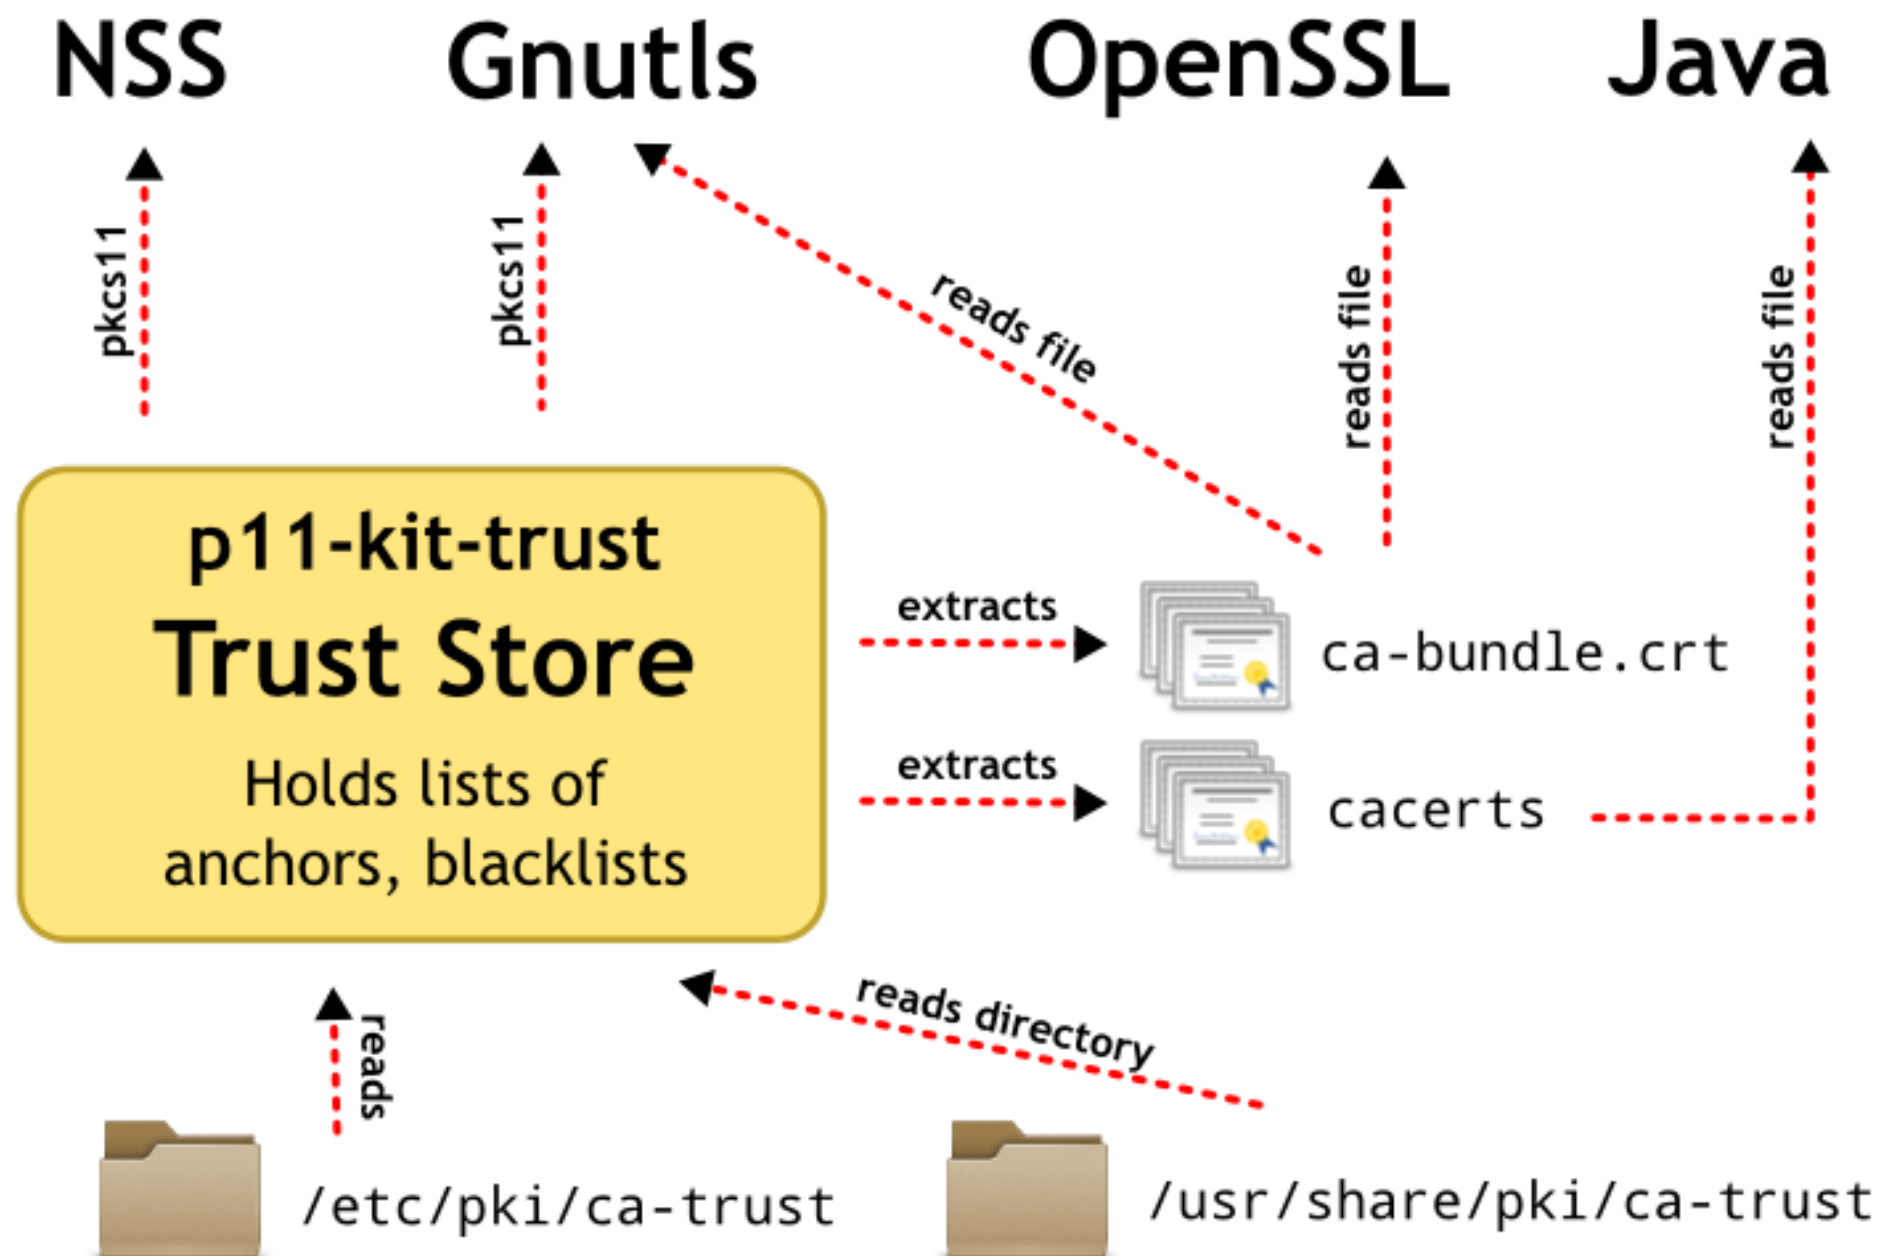 NSS
Gnutls
OpenSSL
Java
pkcs11
pkcs11
reads file
reads file
reads file
p11-kit-trust
Trust Store
Holds lists of
anchors, blacklists
extracts
ca-bundle.crt
extracts
cacerts
reads
reads directory
/etc/pki/ca-trust
/usr/share/pki/ca-trust